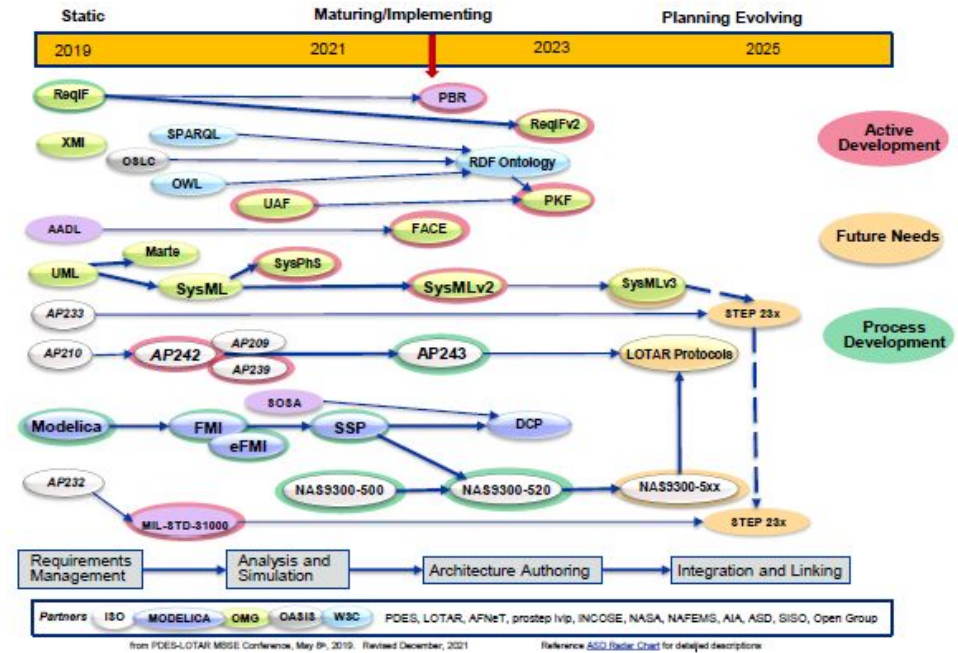 Static
Maturing/Implementing
Planning Evolving
2019
2021
2023
2025
ReqIF
PBR
ReqIFv2
Active
Development
XMI
SPARQL
OSLC
RDF Ontology
OWL
UAF
PKF
AADL
FACE
Future Needs
Marte
UML
SysPhS
SysML
SysMLv2
SysMLv3
AP233
STEP 23x
AP210
AP242
AP209
AP239
AP243
LOTAR Protocols
Process
Development
SOSA
Modelica
FMI
eFMI
SSP
DCP
AP232
NAS9300-500
NAS9300-520
NAS9300-5xx
MIL-STD-31000
STEP 23x
Requirements
Management
Analysis and
Simulation
Architecture Authoring
Integration and Linking
Partners ISO MODELICA OMG OASIS W3C PDES, LOTAR, AFNeT, prostep ivip, INCOSE, NASA, NAFEMS, AIA, ASD, SISO, Open Group
from PDES-LOTAR MBSE Conference, May 8th, 2019. Revised December, 2021
Reference ASD Radar Chart for detailed descriptions